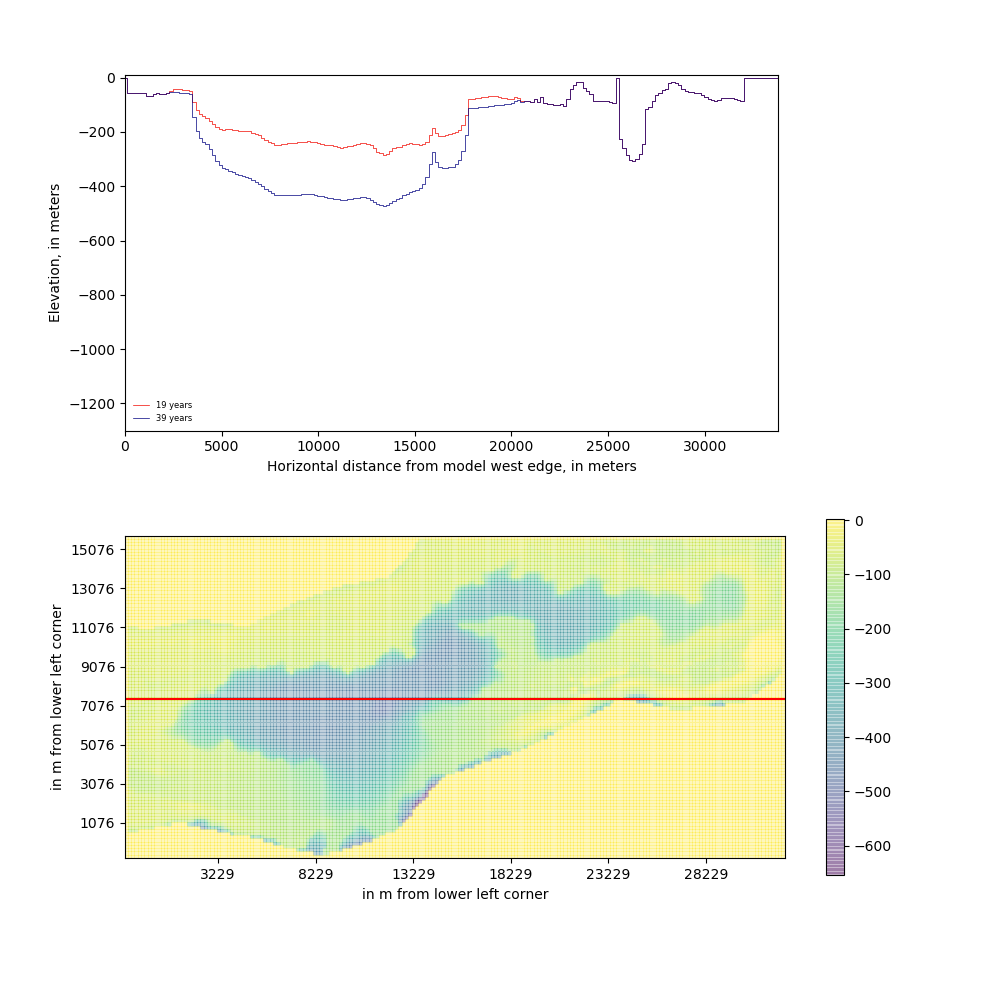 0
−200
−400
−600
−800
−1000
−1200
Elevation, in meters
19 years
39 years
0 5000 10000 15000 20000 25000 30000
Horizontal distance from model west edge, in meters
15076
13076
11076
9076
7076
5076
3076
1076
in m from lower left corner
3229 8229 13229 18229 23229 28229
in m from lower left corner
0
−100
−200
−300
−400
−500
−600